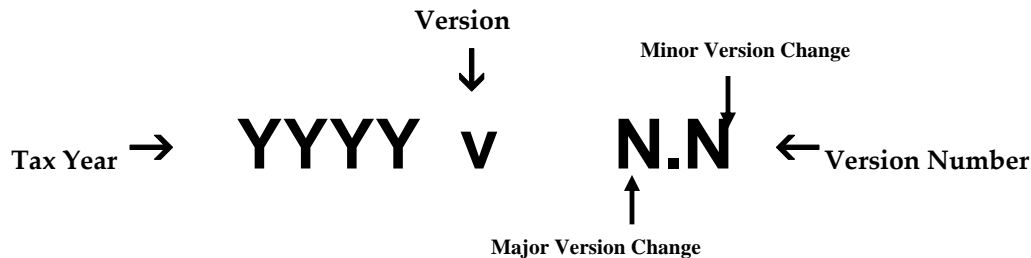 Version
Minor Version Change
YYYY v N.N
Tax Year
Version Number
Major Version Change